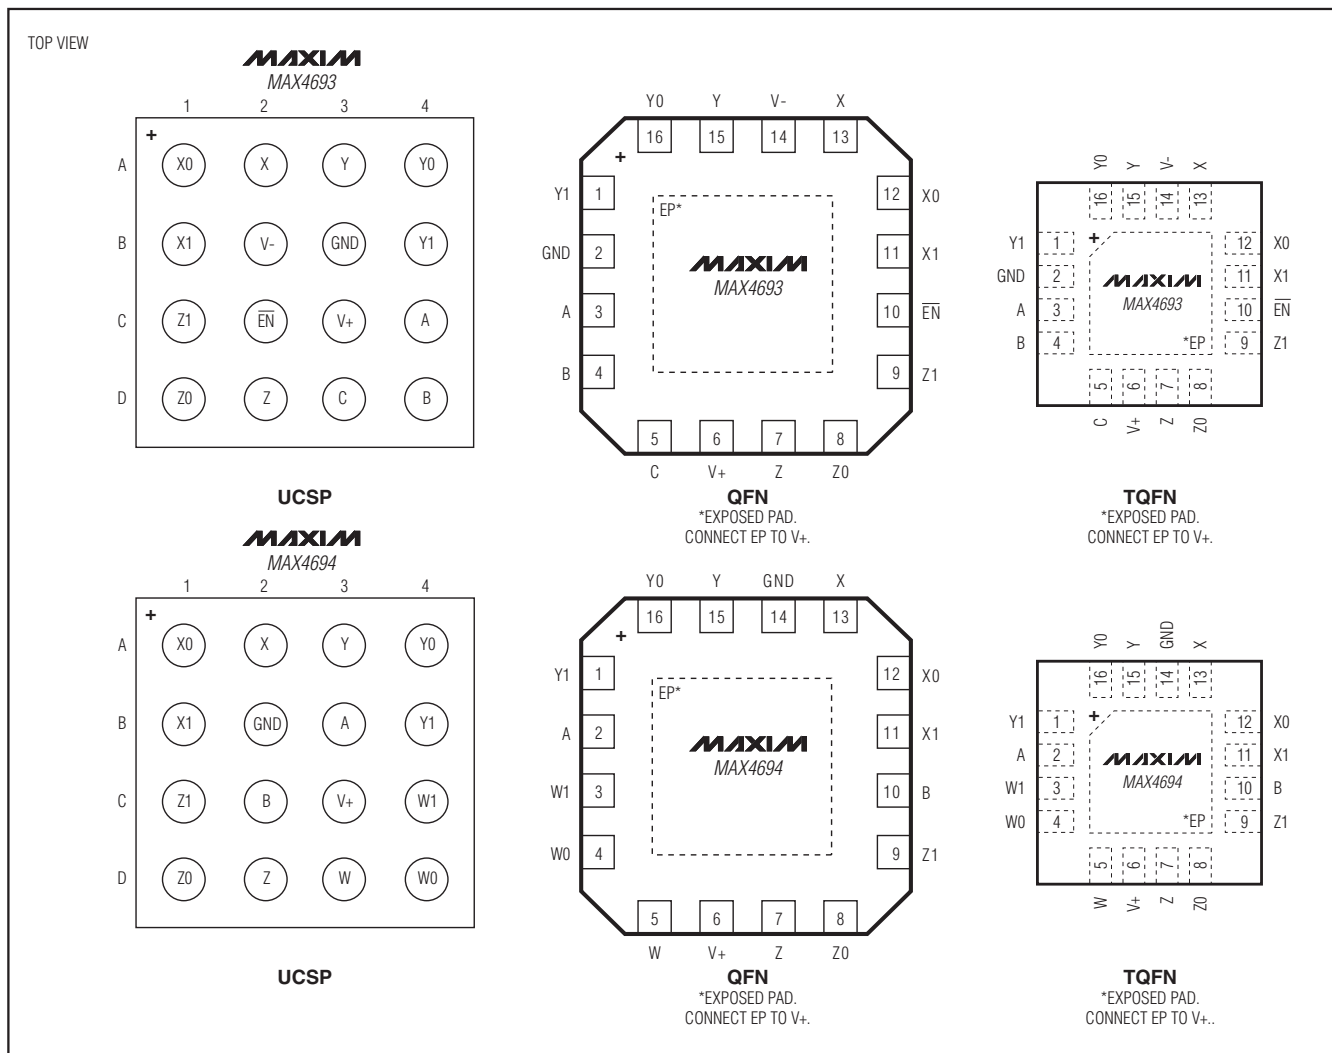 TOP VIEW
MAXIM
MAX4693
1 2 3 4
+
A X0 X Y Y0
B X1 V- GND Y1
C Z1 E̅N̅ V+ A
D Z0 Z C B
UCSP
Y0 Y V- X
16 15 14 13
+
Y1 1 12 X0
EP*
GND 2 11 X1
MAXIM
MAX4693
A 3 10 E̅N̅
B 4 9 Z1
5 6 7 8
C V+ Z Z0
QFN
*EXPOSED PAD.
CONNECT EP TO V+.
Y0 Y V- X
16 15 14 13
+
Y1 1 12 X0
GND 2 11 X1
MAXIM
MAX4693
A 3 10 E̅N̅
B 4 9 Z1
*EP
5 6 7 8
C V+ Z Z0
TQFN
*EXPOSED PAD.
CONNECT EP TO V+.
MAXIM
MAX4694
1 2 3 4
+
A X0 X Y Y0
B X1 GND A Y1
C Z1 B V+ W1
D Z0 Z W W0
UCSP
Y0 Y GND X
16 15 14 13
+
Y1 1 12 X0
EP*
A 2 11 X1
MAXIM
MAX4694
W1 3 10 B
W0 4 9 Z1
5 6 7 8
W V+ Z Z0
QFN
*EXPOSED PAD.
CONNECT EP TO V+.
Y0 Y GND X
16 15 14 13
+
Y1 1 12 X0
A 2 11 X1
MAXIM
MAX4694
W1 3 10 B
W0 4 9 Z1
*EP
5 6 7 8
W V+ Z Z0
TQFN
*EXPOSED PAD.
CONNECT EP TO V+..